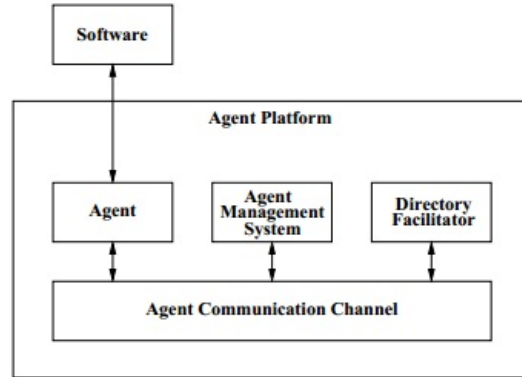 Software
Agent Platform
Agent
Agent
Management
System
Directory
Facilitator
Agent Communication Channel